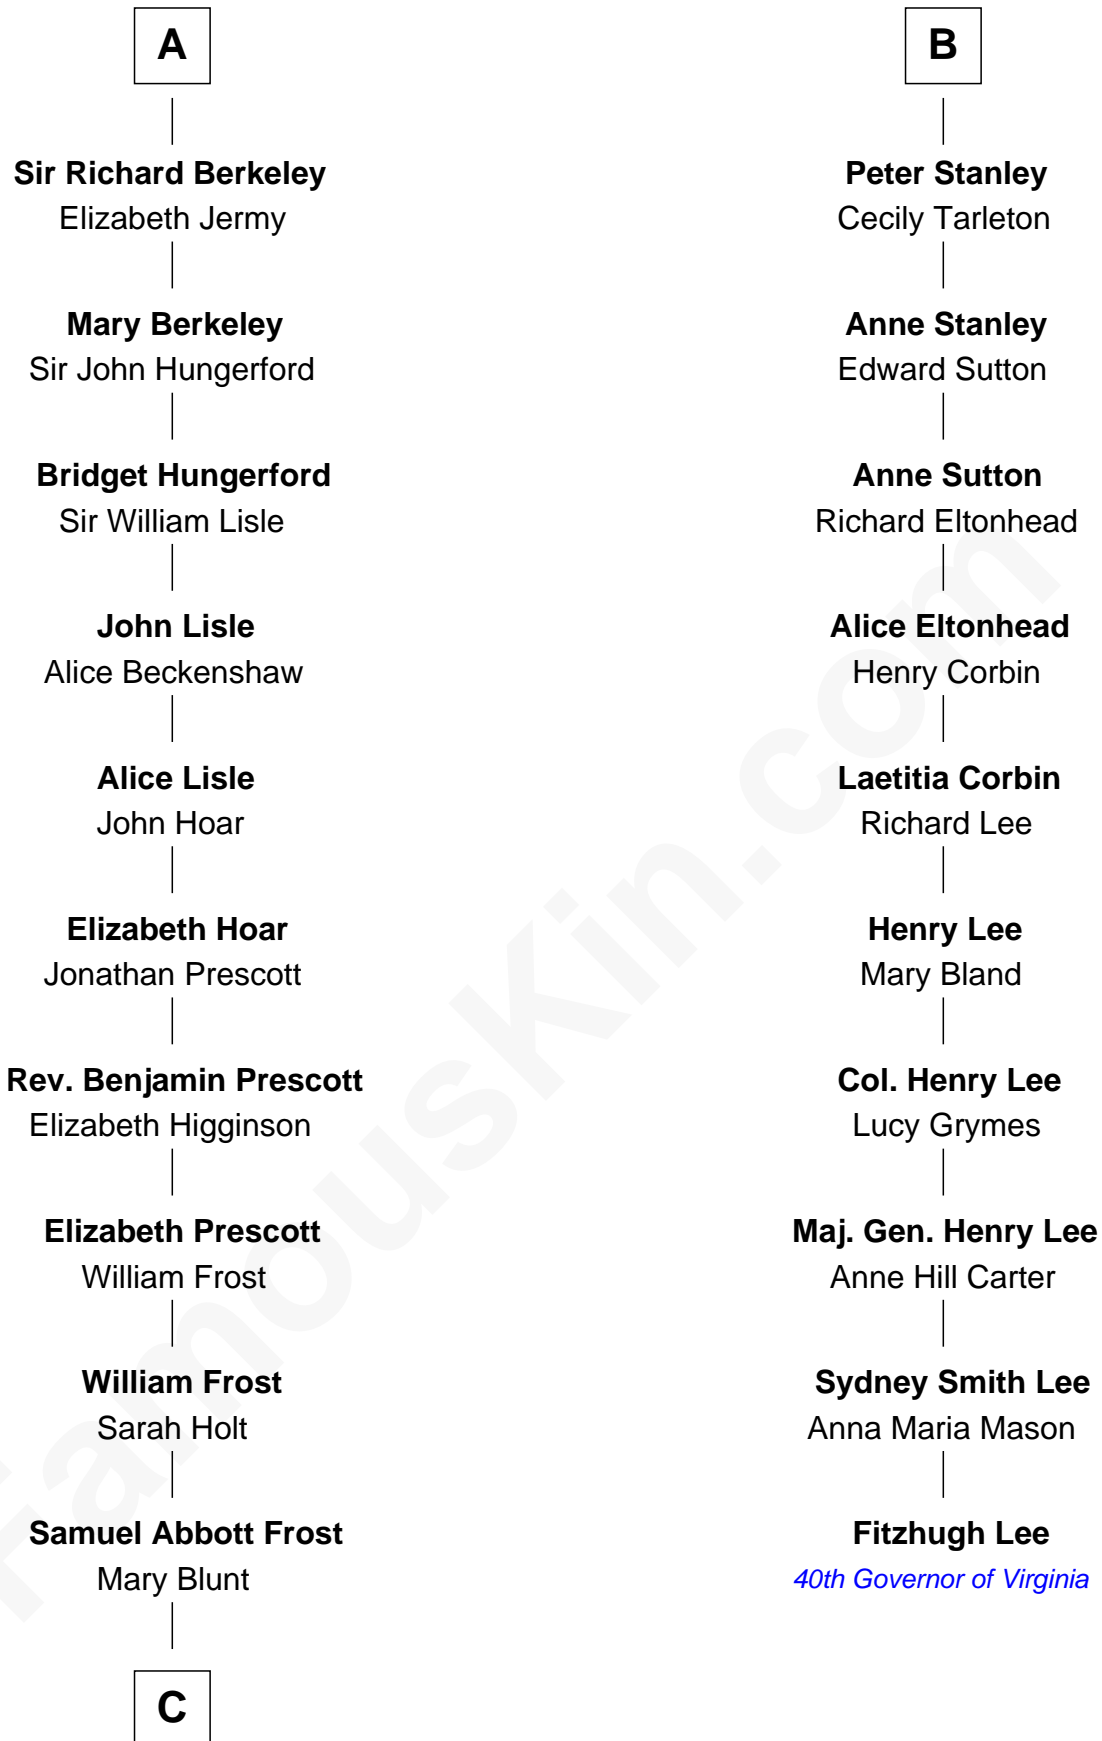 A
Sir Richard Berkeley
Elizabeth Jermy
Mary Berkeley
Sir John Hungerford
Bridget Hungerford
Sir William Lisle
John Lisle
Alice Beckenshaw
Alice Lisle
John Hoar
Elizabeth Hoar
Jonathan Prescott
Rev. Benjamin Prescott
Elizabeth Higginson
Elizabeth Prescott
William Frost
William Frost
Sarah Holt
Samuel Abbott Frost
Mary Blunt
C
B
Peter Stanley
Cecily Tarleton
Anne Stanley
Edward Sutton
Anne Sutton
Richard Eltonhead
Alice Eltonhead
Henry Corbin
Laetitia Corbin
Richard Lee
Henry Lee
Mary Bland
Col. Henry Lee
Lucy Grymes
Maj. Gen. Henry Lee
Anne Hill Carter
Sydney Smith Lee
Anna Maria Mason
Fitzhugh Lee
40th Governor of Virginia
FamousKin.com